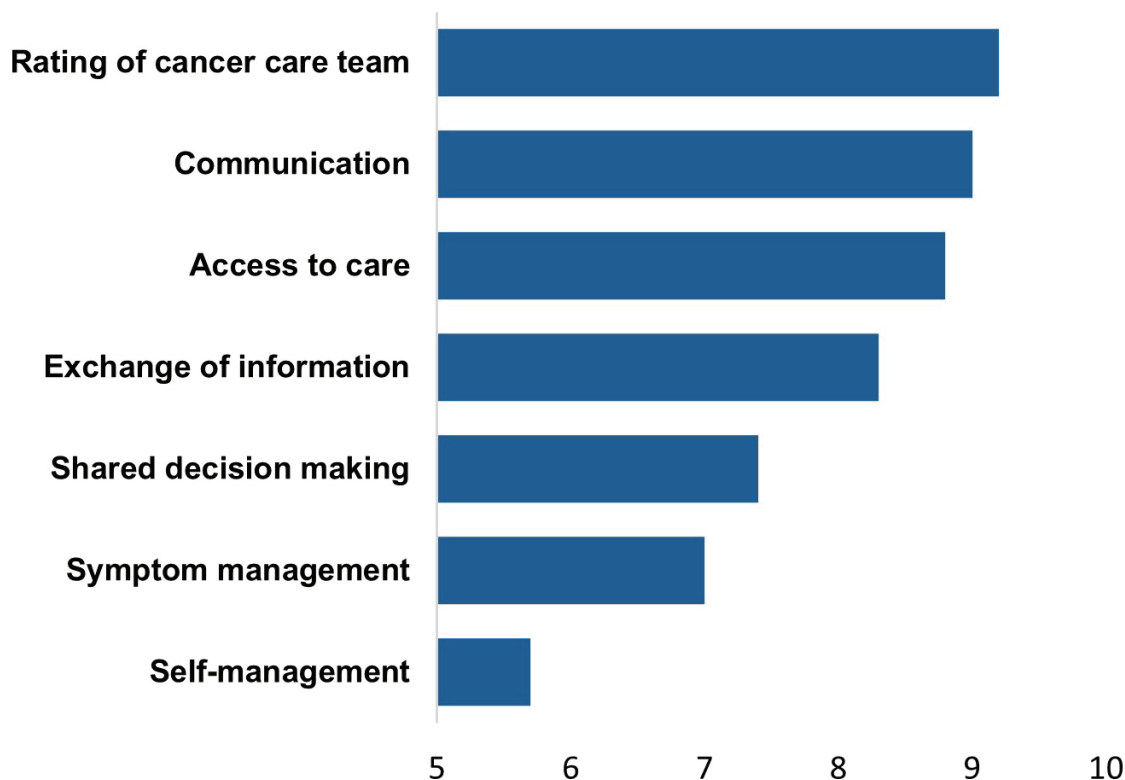 Rating of cancer care team
Communication
Access to care
Exchange of information
Shared decision making
Symptom management
Self-management
5 6 7 8 9 10